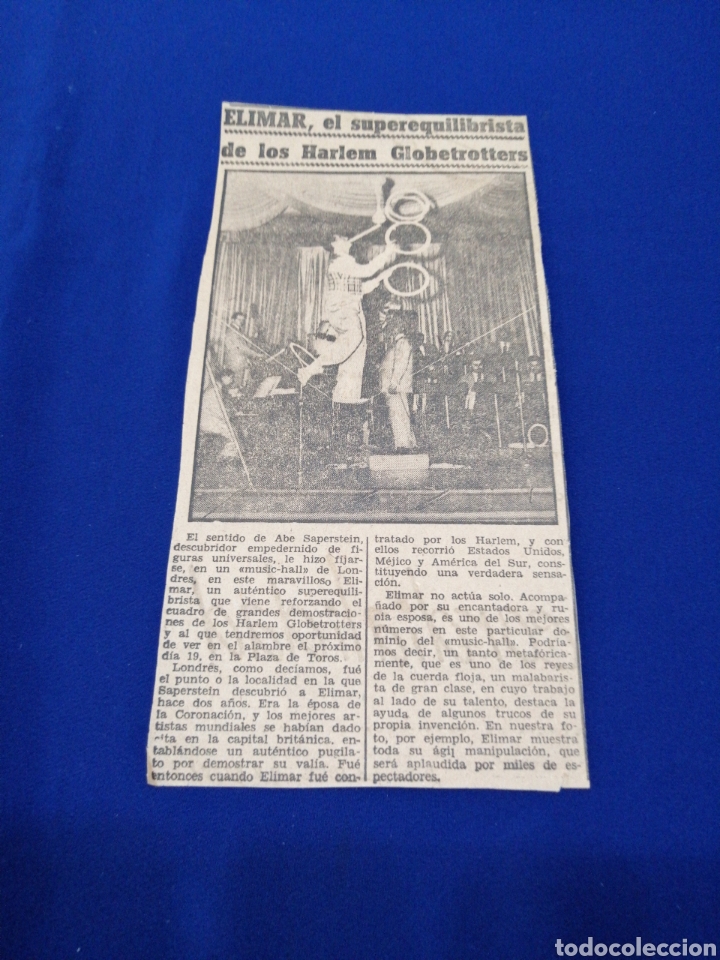 ELIMAR, el superequilibrista
de los Harlem Globetrotters
El sentido de Abe Saperstein,
descubridor empedernido de fi-
guras universales, le hizo fijar-
se, en un «music-hall» de Lon-
dres, en este maravilloso Eli-
mar, un auténtico superequili-
brista que viene reforzando el
cuadro de grandes demostracio-
nes de los Harlem Globetrotters
y al que tendremos oportunidad
de ver en el alambre el próximo
día 19, en la Plaza de Toros.
Londres, como decíamos, fué
el punto o la localidad en la que
Saperstein descubrió a Elimar,
hace dos años. Era la éposa de
la Coronación, y los mejores ar-
tistas mundiales se habían dado
cita en la capital británica, en-
tablándose un auténtico pugila-
to por demostrar su valía. Fué
entonces cuando Elimar fué con-
tratado por los Harlem, y con
ellos recorrió Estados Unidos,
Méjico y América del Sur, cons-
tituyendo una verdadera sensa-
ción.
Elimar no actúa solo. Acompa-
ñado por su encantadora y ru-
bia esposa, es uno de los mejores
números en este particular do-
minio del «music-hall». Podría-
mos decir, un tanto metafórica-
mente, que es uno de los reyes
de la cuerda floja, un malabaris-
ta de gran clase, en cuyo trabajo
al lado de su talento, destaca la
ayuda de algunos trucos de su
propia invención. En nuestra fo-
to, por ejemplo, Elimar muestra
toda su ágil manipulación, que
será aplaudida por miles de es-
pectadores.
todocoleccion